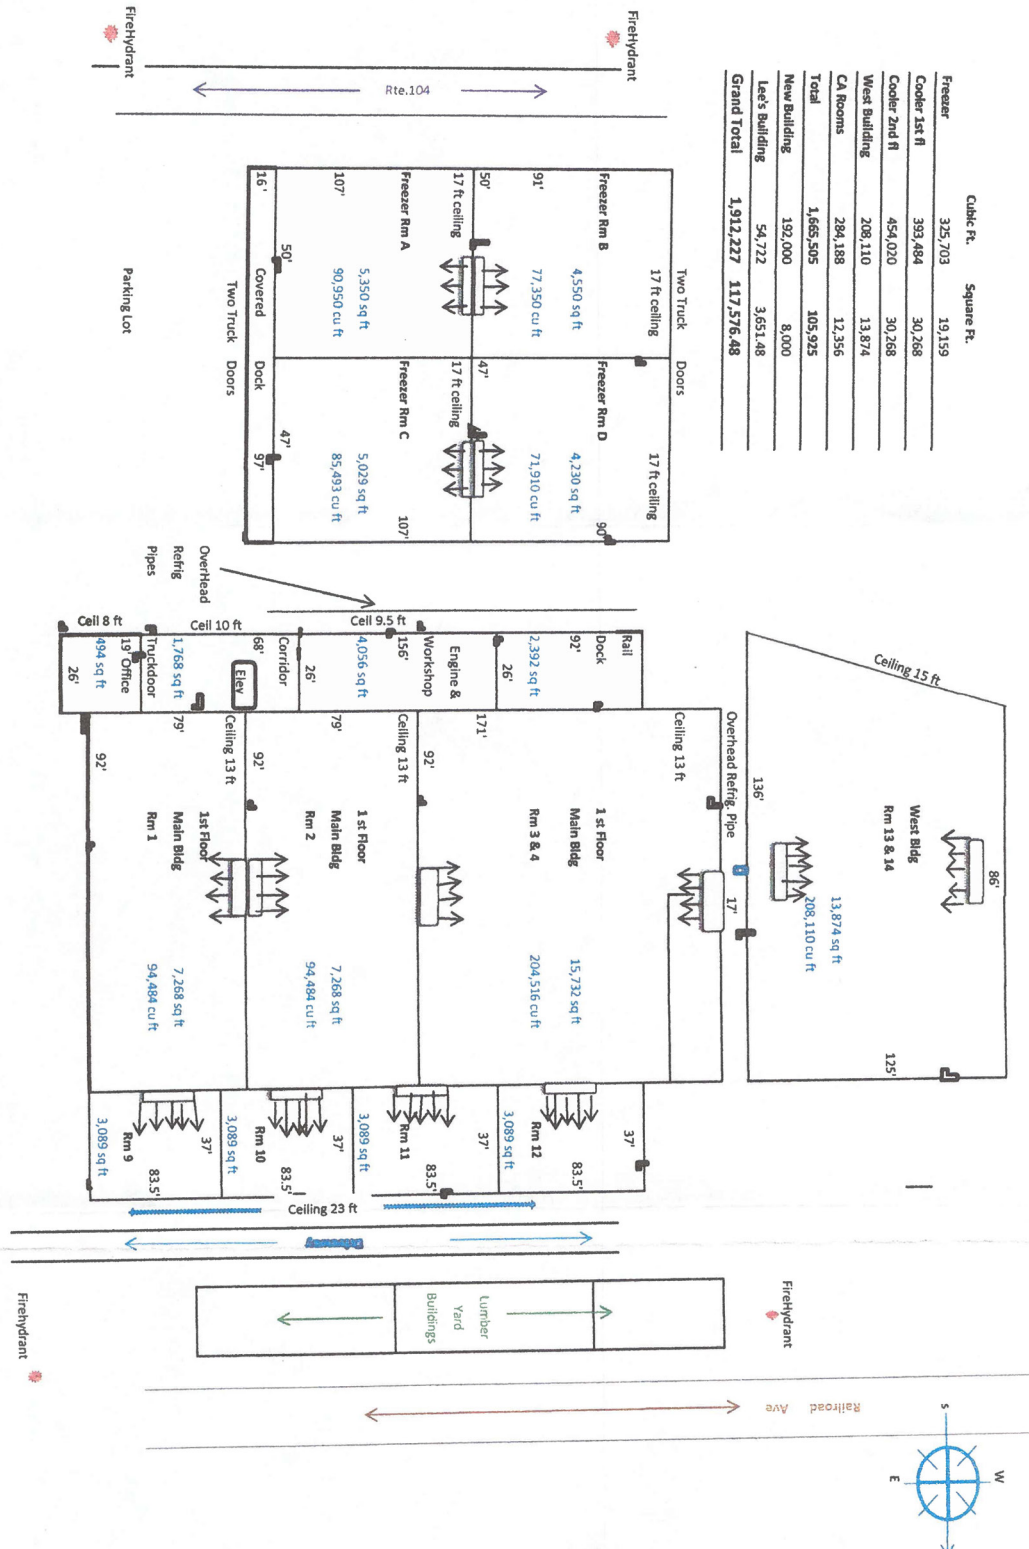 Cubic Ft. Square Ft.
Freezer 325,703 19,159
Cooler 1st fl 393,484 30,268
Cooler 2nd fl 454,020 30,268
West Building 208,110 13,874
CA Rooms 284,188 12,356
Total 1,665,505 105,925
New Building 192,000 8,000
Lee's Building 54,722 3,651.48
Grand Total 1,912,227 117,576.48
FireHydrant
FireHydrant
Rte.104
Two Truck Doors
17 ft ceiling
17 ft ceiling
Freezer Rm B
4,550 sq ft
77,350 cu ft
91'
50'
17 ft ceiling
Freezer Rm D
4,230 sq ft
71,910 cu ft
90'
47'
17 ft ceiling
Freezer Rm A
5,350 sq ft
90,950 cu ft
107'
Freezer Rm C
107'
5,029 sq ft
85,493 cu ft
50'
47'
16'
Covered Dock
97'
Two Truck Doors
Parking Lot
OverHead
Refrig
Pipes
Ceiling 15 ft
86'
West Bldg
Rm 13 & 14
13,874 sq ft
208,110 cu ft
125'
136'
Overhead Refrig. Pipe
17'
Rail
Dock
92'
2,392 sq ft
26'
Ceil 9.5 ft
Engine &
Workshop
156'
4,056 sq ft
26'
Ceil 10 ft
Corridor
68'
Elev
1,768 sq ft
Truckdoor
Ceil 8 ft
19' Office
494 sq ft
26'
Ceiling 13 ft
171'
1 st Floor
Main Bldg
Rm 3 & 4
15,732 sq ft
204,516 cu ft
92'
Ceiling 13 ft
79'
1 st Floor
Main Bldg
Rm 2
7,268 sq ft
94,484 cu ft
92'
Ceiling 13 ft
79'
1st Floor
Main Bldg
Rm 1
7,268 sq ft
94,484 cu ft
92'
37'
Rm 12
83.5'
3,089 sq ft
37'
Rm 11
83.5'
3,089 sq ft
37'
Rm 10
83.5'
3,089 sq ft
37'
Rm 9
83.5'
3,089 sq ft
Ceiling 23 ft
Driveway
Lumber
Yard
Buildings
FireHydrant
Firehydrant
Railroad Ave
S
W
E